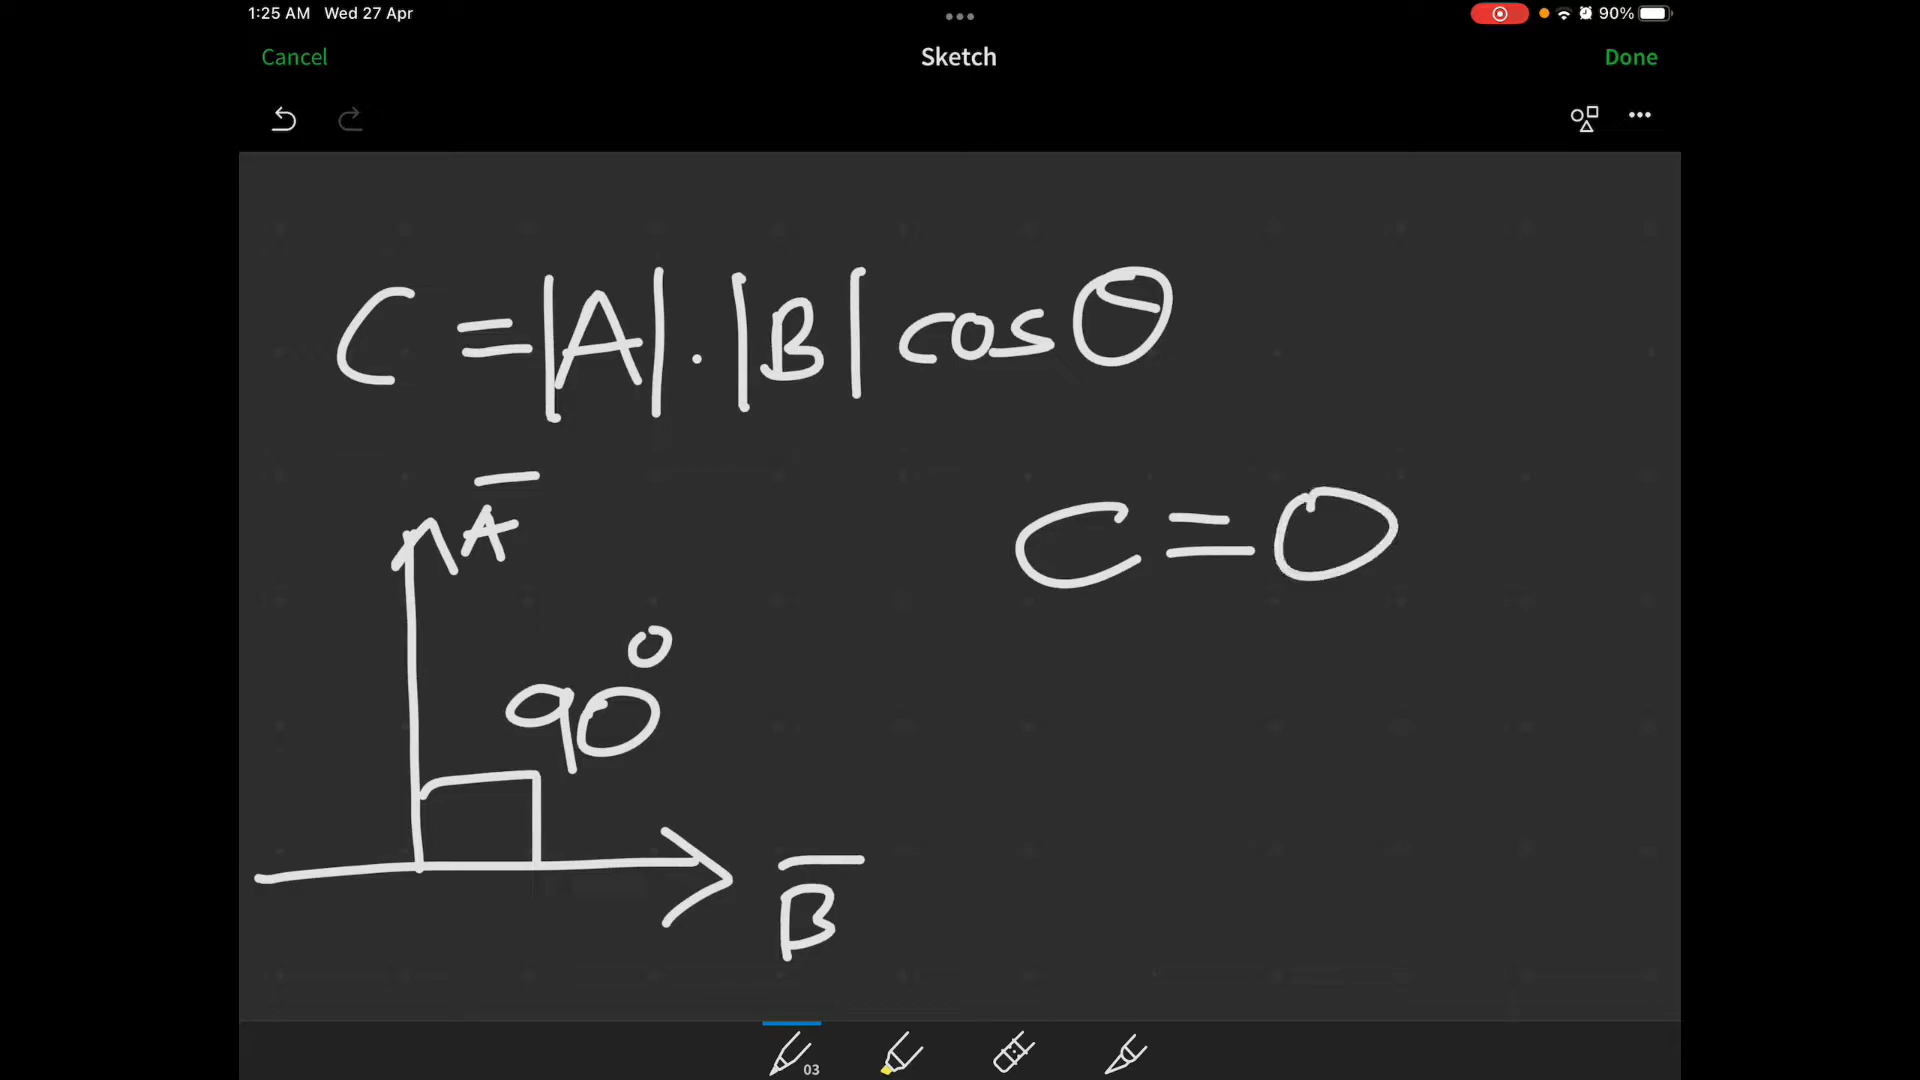 1:25 AM Wed 27 Apr
90%
Cancel
Sketch
Done
C = |A| . |B| cos θ
A̅
C = 0
90°
B̅
03